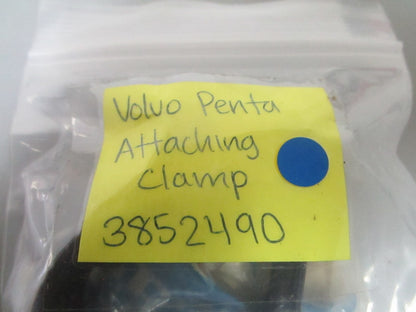 Volvo Penta
Attaching
Clamp
3852490